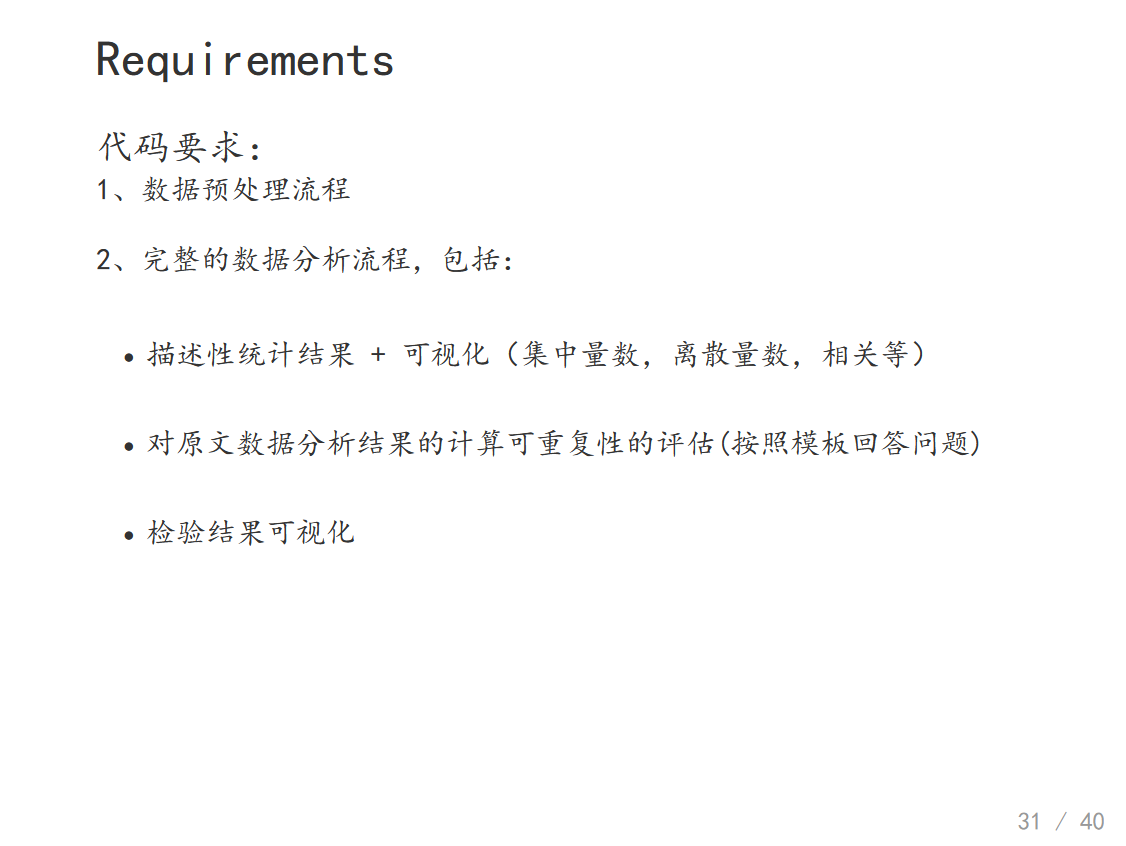 Requirements
代码要求：
1、数据预处理流程
2、完整的数据分析流程，包括：
• 描述性统计结果 + 可视化（集中量数，离散量数，相关等）
• 对原文数据分析结果的计算可重复性的评估(按照模板回答问题)
• 检验结果可视化
31 / 40